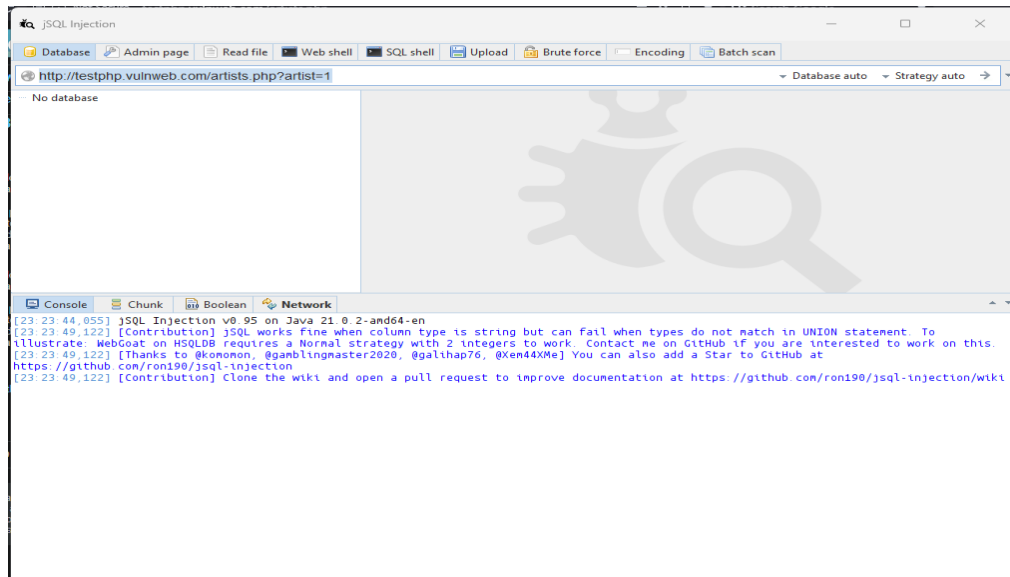 jSQL Injection
Database Admin page Read file Web shell SQL shell Upload Brute force Encoding Batch scan
http://testphp.vulnweb.com/artists.php?artist=1 Database auto Strategy auto
No database
Console Chunk Boolean Network
[23:23:44,055] jSQL Injection v0.95 on Java 21.0.2-amd64-en
[23:23:49,122] [Contribution] jSQL works fine when column type is string but can fail when types do not match in UNION statement. To
illustrate: WebGoat on HSQLDB requires a Normal strategy with 2 integers to work. Contact me on GitHub if you are interested to work on this.
[23:23:49,122] [Thanks to @komomon, @gamblingmaster2020, @galihap76, @Xem44XMe] You can also add a Star to GitHub at
https://github.com/ron190/jsql-injection
[23:23:49,122] [Contribution] Clone the wiki and open a pull request to improve documentation at https://github.com/ron190/jsql-injection/wiki